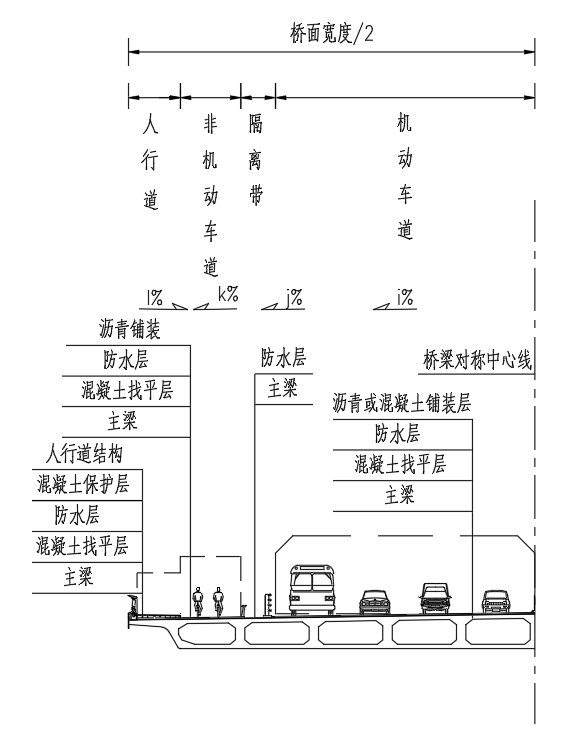 桥面宽度/2
人行道
非机动车道
隔离带
机动车道
l%
k%
j%
i%
沥青铺装
防水层
混凝土找平层
主梁
防水层
主梁
桥梁对称中心线
沥青或混凝土铺装层
防水层
混凝土找平层
主梁
人行道结构
混凝土保护层
防水层
混凝土找平层
主梁